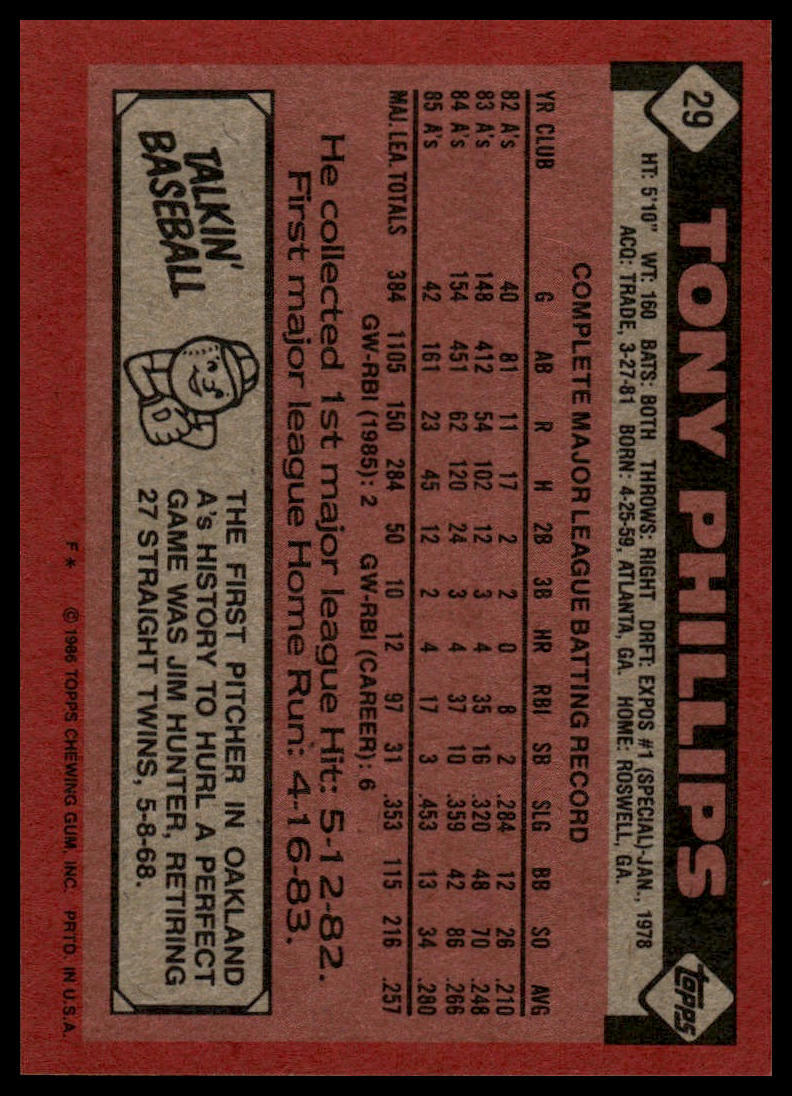 29 TONY PHILLIPS topps
HT: 5'10" WT: 160 BATS: BOTH THROWS: RIGHT DRFT: EXPOS #1 (SPECIAL)-JAN., 1978
ACQ: TRADE, 3-27-81 BORN: 4-25-59, ATLANTA, GA. HOME: ROSWELL, GA.
COMPLETE MAJOR LEAGUE BATTING RECORD
YR CLUB G AB R H 2B 3B HR RBI SB SLG BB SO AVG
82 A's 40 81 11 17 2 2 0 8 2 .284 12 26 .210
83 A's 148 412 54 102 12 3 4 35 16 .320 48 70 .248
84 A's 154 451 62 120 24 3 4 37 10 .359 42 86 .266
85 A's 42 161 23 45 12 2 4 17 3 .453 13 34 .280
MAJ. LEA. TOTALS 384 1105 150 284 50 10 12 97 31 .353 115 216 .257
GW-RBI (1985): 2 GW-RBI (CAREER): 6
He collected 1st major league Hit: 5-12-82.
First major league Home Run: 4-16-83.
TALKIN'
BASEBALL
THE FIRST PITCHER IN OAKLAND
A's HISTORY TO HURL A PERFECT
GAME WAS JIM HUNTER, RETIRING
27 STRAIGHT TWINS, 5-8-68.
F* © 1986 TOPPS CHEWING GUM, INC. PRTD. IN U.S.A.